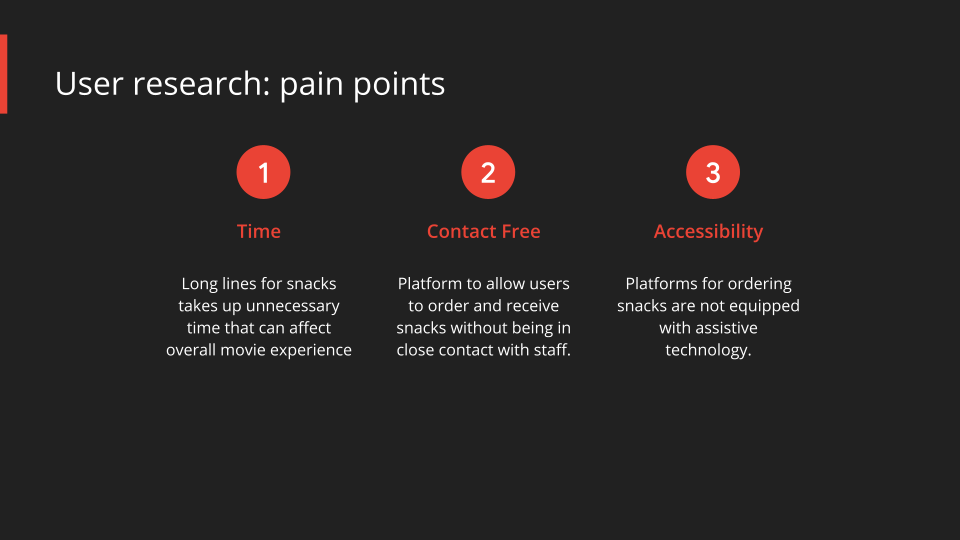 User research: pain points
1
2
3
Time
Contact Free
Accessibility
Long lines for snacks
takes up unnecessary
time that can affect
overall movie experience
Platform to allow users
to order and receive
snacks without being in
close contact with staff.
Platforms for ordering
snacks are not equipped
with assistive
technology.